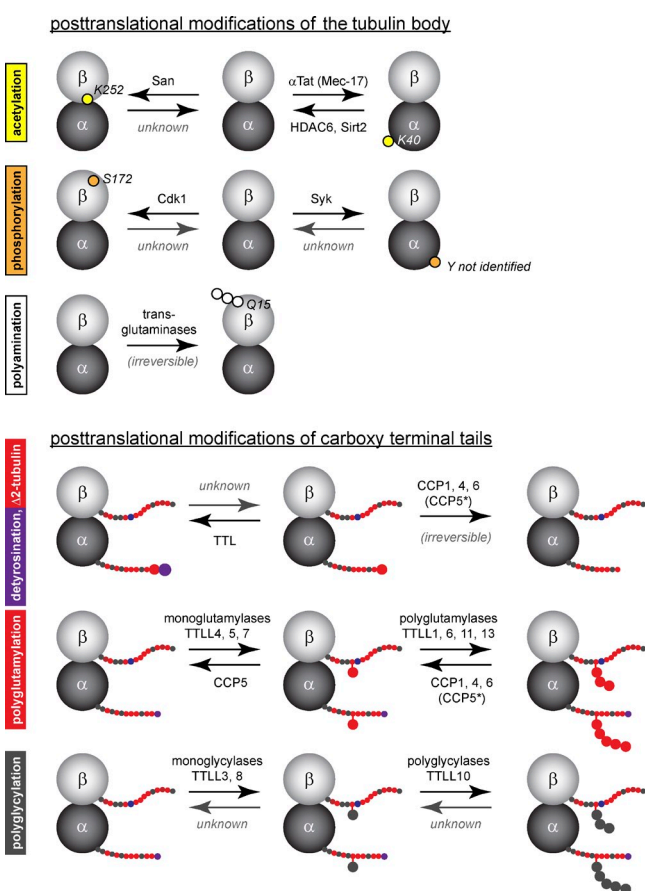 posttranslational modifications of the tubulin body
acetylation
β
K252
α
San
unknown
β
α
αTat (Mec-17)
HDAC6, Sirt2
β
α
K40
phosphorylation
S172
β
α
Cdk1
unknown
β
α
Syk
unknown
β
α
Y not identified
polyamination
β
α
trans-
glutaminases
(irreversible)
Q15
β
α
posttranslational modifications of carboxy terminal tails
detyrosination, Δ2-tubulin
β
α
unknown
TTL
β
α
CCP1, 4, 6
(CCP5*)
(irreversible)
β
α
polyglutamylation
β
α
monoglutamylases
TTLL4, 5, 7
CCP5
β
α
polyglutamylases
TTLL1, 6, 11, 13
CCP1, 4, 6
(CCP5*)
β
α
polyglycylation
β
α
monoglycylases
TTLL3, 8
unknown
β
α
polyglycylases
TTLL10
unknown
β
α